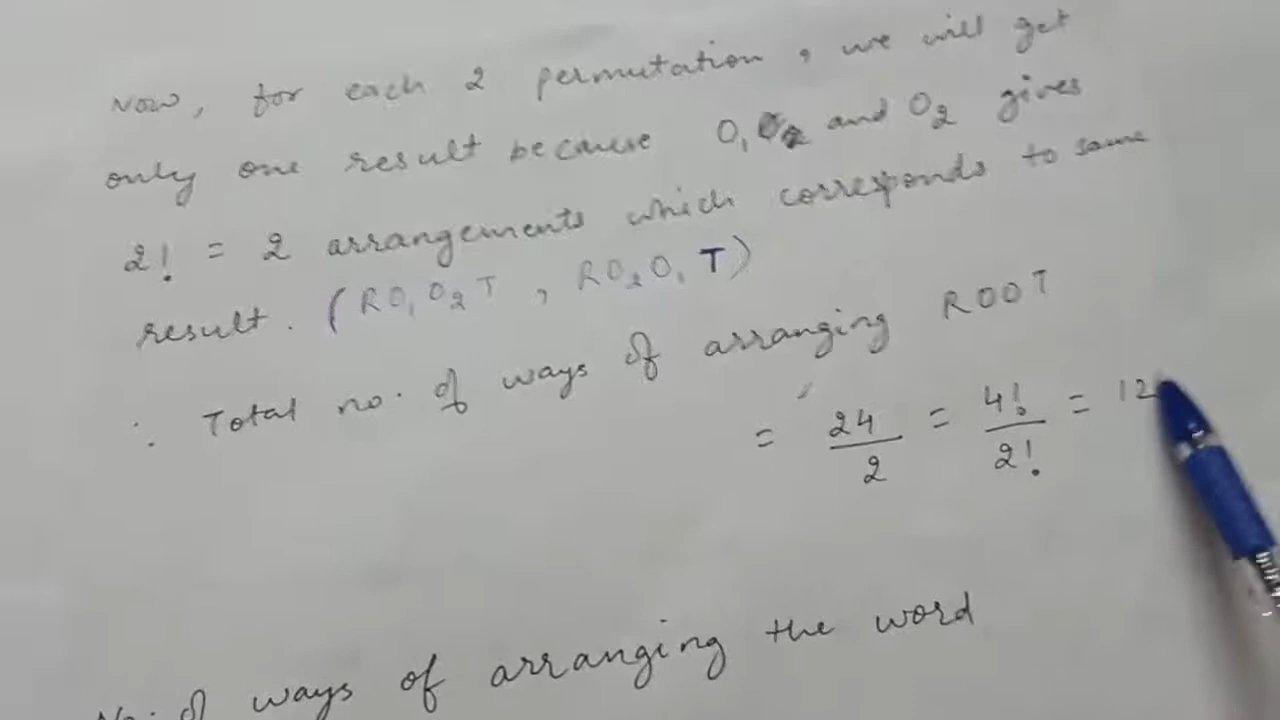 Now, for each 2 permutation, we will get
only one result because O₁ and O₂ gives
2! = 2 arrangements which corresponds to same
result. (RO₁O₂T, RO₂O₁T)
∴ Total no. of ways of arranging ROOT
= 24/2 = 4!/2! = 12
No. of ways of arranging the word